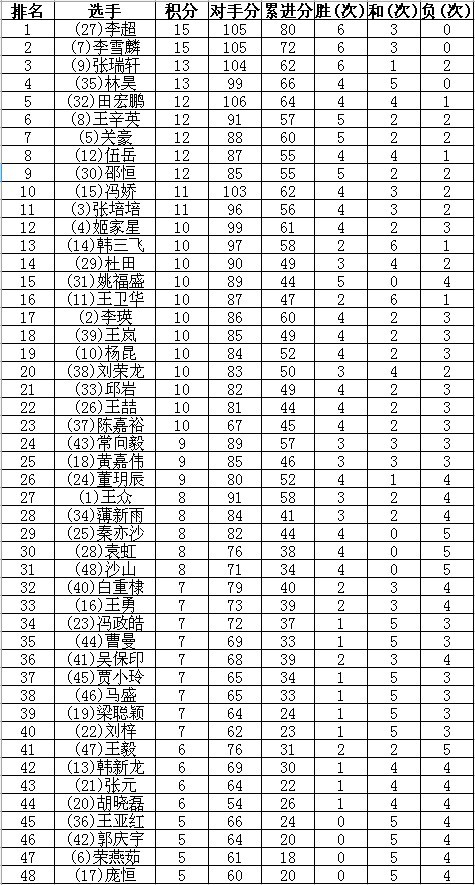 排名 选手 积分 对手分 累进分 胜(次) 和(次) 负(次)
1 (27)李超 15 105 80 6 3 0
2 (7)李雪麟 15 105 72 6 3 0
3 (9)张瑞轩 13 104 62 6 1 2
4 (35)林昊 13 99 66 4 5 0
5 (32)田宏鹏 12 106 64 4 4 1
6 (8)王辛英 12 91 57 5 2 2
7 (5)关豪 12 88 60 5 2 2
8 (12)伍岳 12 87 55 4 4 1
9 (30)邵恒 12 85 55 5 2 2
10 (15)冯娇 11 103 62 4 3 2
11 (3)张培培 11 96 56 4 3 2
12 (4)姬家星 10 99 61 4 2 3
13 (14)韩三飞 10 97 58 2 6 1
14 (29)杜田 10 90 49 3 4 2
15 (31)姚福盛 10 89 44 5 0 4
16 (11)王卫华 10 87 47 2 6 1
17 (2)李瑛 10 86 60 4 2 3
18 (39)王岚 10 85 49 4 2 3
19 (10)杨昆 10 84 52 4 2 3
20 (38)刘荣龙 10 83 50 3 4 2
21 (33)邱岩 10 82 49 4 2 3
22 (26)王喆 10 81 44 4 2 3
23 (37)陈嘉裕 10 67 45 4 2 3
24 (43)常向毅 9 89 57 3 3 3
25 (18)黄嘉伟 9 85 46 3 3 3
26 (24)董玥辰 9 80 52 4 1 4
27 (1)王众 8 91 58 3 2 4
28 (34)薄新雨 8 84 41 3 2 4
29 (25)秦亦沙 8 82 44 4 0 5
30 (28)袁虹 8 76 38 4 0 5
31 (48)沙山 8 71 34 4 0 5
32 (40)白重棣 7 79 40 2 3 4
33 (16)王勇 7 73 39 2 3 4
34 (23)冯政皓 7 72 37 1 5 3
35 (44)曹曼 7 69 33 1 5 3
36 (41)吴保印 7 68 39 2 3 4
37 (45)贾小玲 7 65 34 1 5 3
38 (46)马盛 7 65 33 1 5 3
39 (19)梁聪颖 7 64 24 1 5 3
40 (22)刘梓 7 62 23 1 5 3
41 (47)王毅 6 76 31 2 2 5
42 (13)韩新龙 6 69 30 1 4 4
43 (21)张元 6 64 22 1 4 4
44 (20)胡晓磊 6 54 26 1 4 4
45 (36)王亚红 5 66 24 0 5 4
46 (42)郭庆宇 5 64 20 0 5 4
47 (6)荣燕茹 5 61 18 0 5 4
48 (17)庞恒 5 60 20 0 5 4